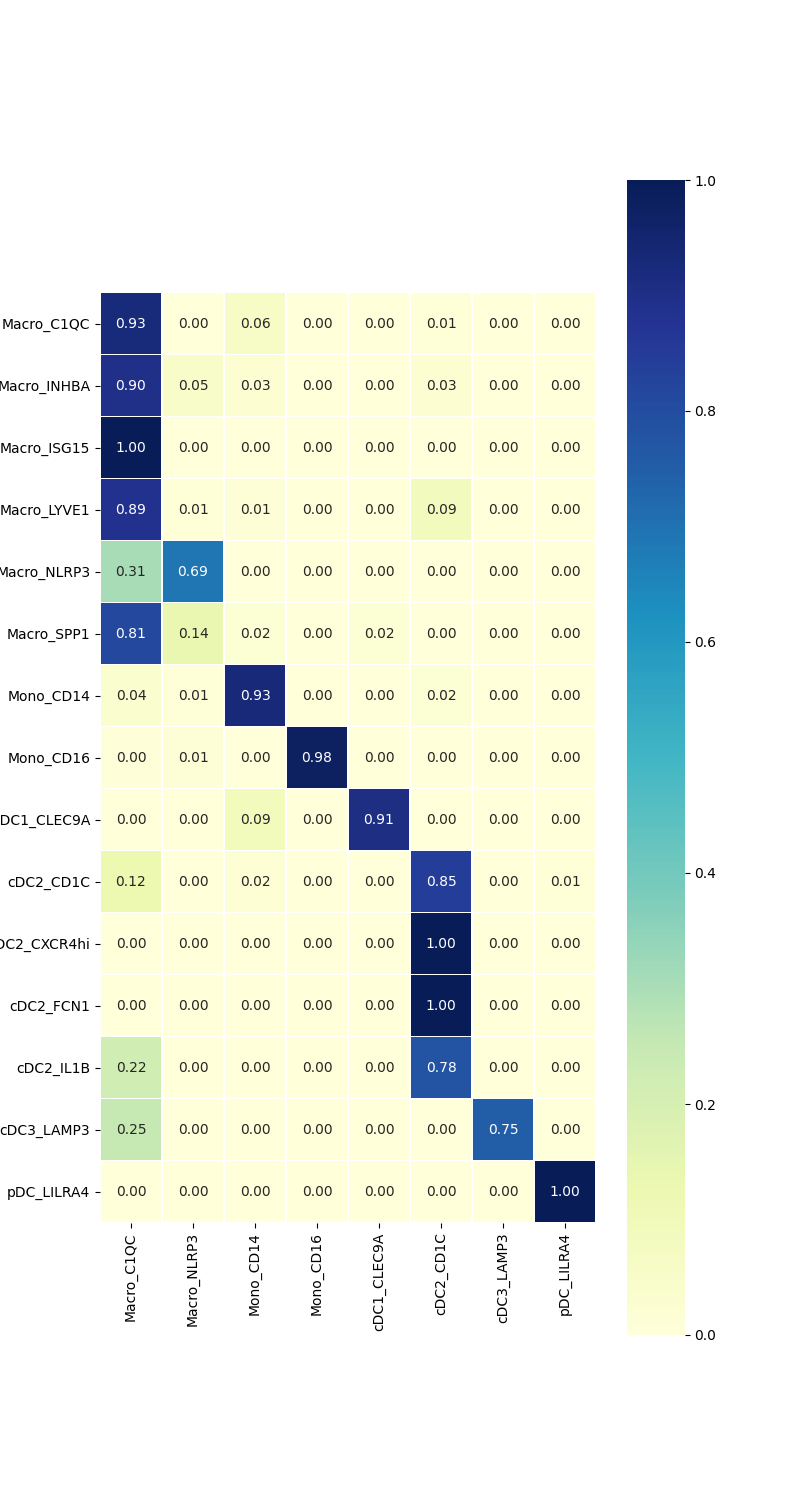 1.0
Macro_C1QC 0.93 0.00 0.06 0.00 0.00 0.01 0.00 0.00
Macro_INHBA 0.90 0.05 0.03 0.00 0.00 0.03 0.00 0.00
0.8
Macro_ISG15 1.00 0.00 0.00 0.00 0.00 0.00 0.00 0.00
Macro_LYVE1 0.89 0.01 0.01 0.00 0.00 0.09 0.00 0.00
Macro_NLRP3 0.31 0.69 0.00 0.00 0.00 0.00 0.00 0.00
Macro_SPP1 0.81 0.14 0.02 0.00 0.02 0.00 0.00 0.00
0.6
Mono_CD14 0.04 0.01 0.93 0.00 0.00 0.02 0.00 0.00
Mono_CD16 0.00 0.01 0.00 0.98 0.00 0.00 0.00 0.00
DC1_CLEC9A 0.00 0.00 0.09 0.00 0.91 0.00 0.00 0.00
0.4
cDC2_CD1C 0.12 0.00 0.02 0.00 0.00 0.85 0.00 0.01
DC2_CXCR4hi 0.00 0.00 0.00 0.00 0.00 1.00 0.00 0.00
cDC2_FCN1 0.00 0.00 0.00 0.00 0.00 1.00 0.00 0.00
cDC2_IL1B 0.22 0.00 0.00 0.00 0.00 0.78 0.00 0.00
0.2
cDC3_LAMP3 0.25 0.00 0.00 0.00 0.00 0.00 0.75 0.00
pDC_LILRA4 0.00 0.00 0.00 0.00 0.00 0.00 0.00 1.00
Macro_C1QC
Macro_NLRP3
Mono_CD14
Mono_CD16
cDC1_CLEC9A
cDC2_CD1C
cDC3_LAMP3
pDC_LILRA4
0.0